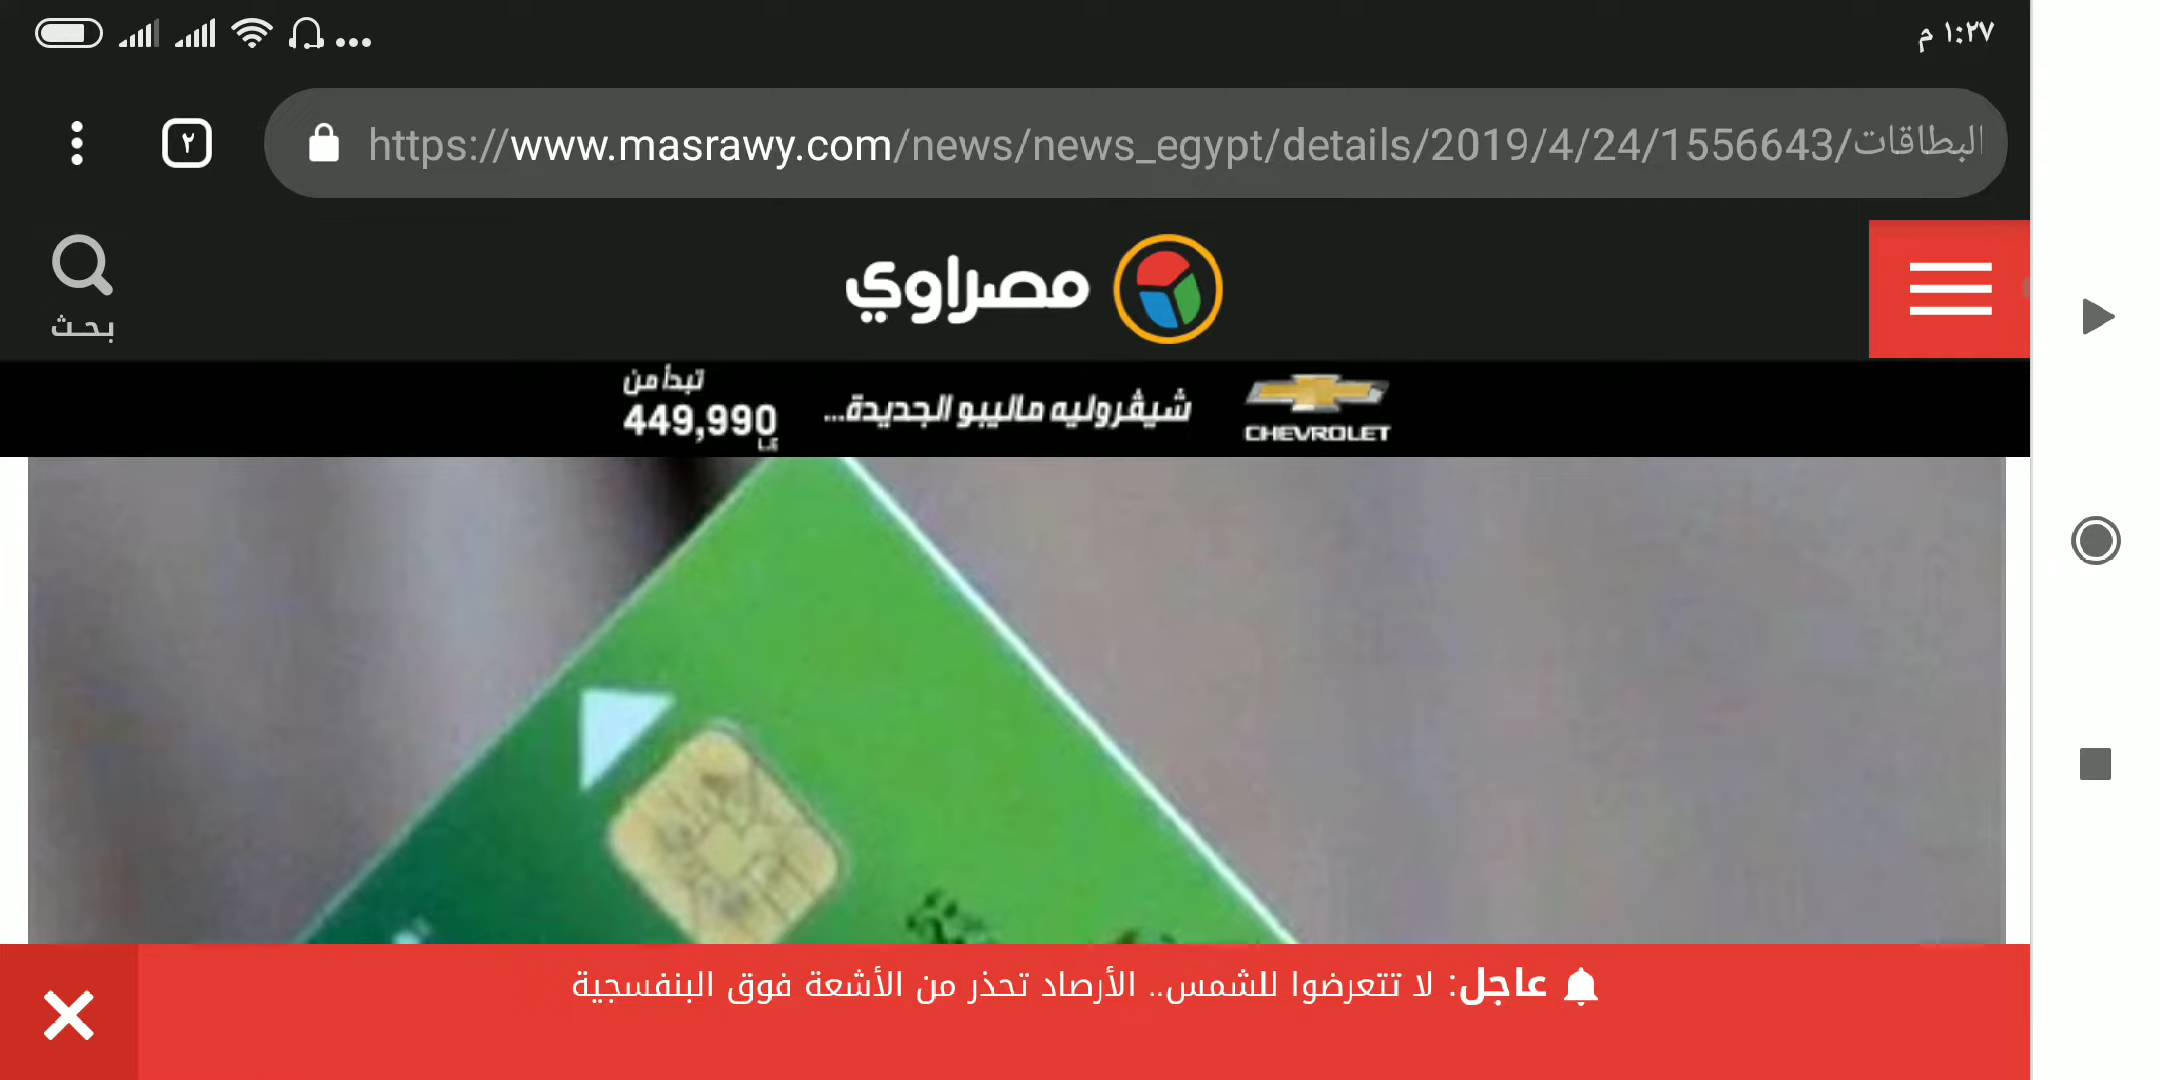 ١:٢٧ م
٢
https://www.masrawy.com/news/news_egypt/details/2019/4/24/1556643/البطاقات
مصراوي
بحث
CHEVROLET
شيڤروليه ماليبو الجديدة...
تبدأ من
449,990
عاجل: لا تتعرضوا للشمس.. الأرصاد تحذر من الأشعة فوق البنفسجية